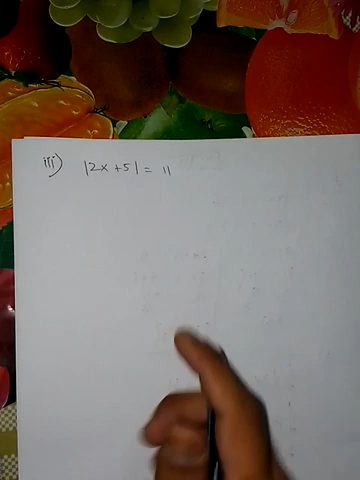 iii) |2x+5| = 11